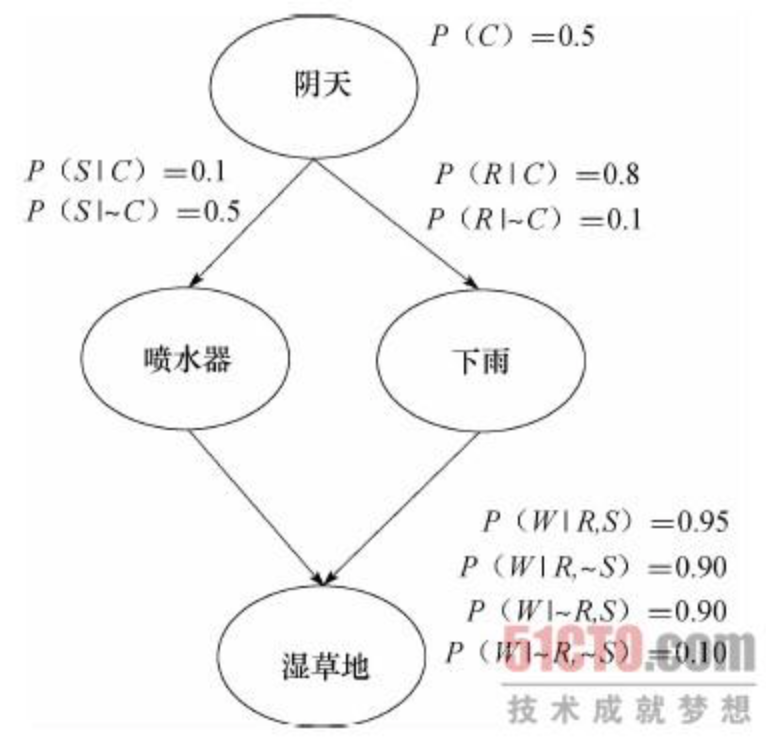 P（C）=0.5
阴天
P（S|C）=0.1
P（S|~C）=0.5
P（R|C）=0.8
P（R|~C）=0.1
喷水器
下雨
P（W|R,S）=0.95
P（W|R,~S）=0.90
P（W|~R,S）=0.90
P（W|~R,~S）=0.10
湿草地
51CTO.com
技术成就梦想